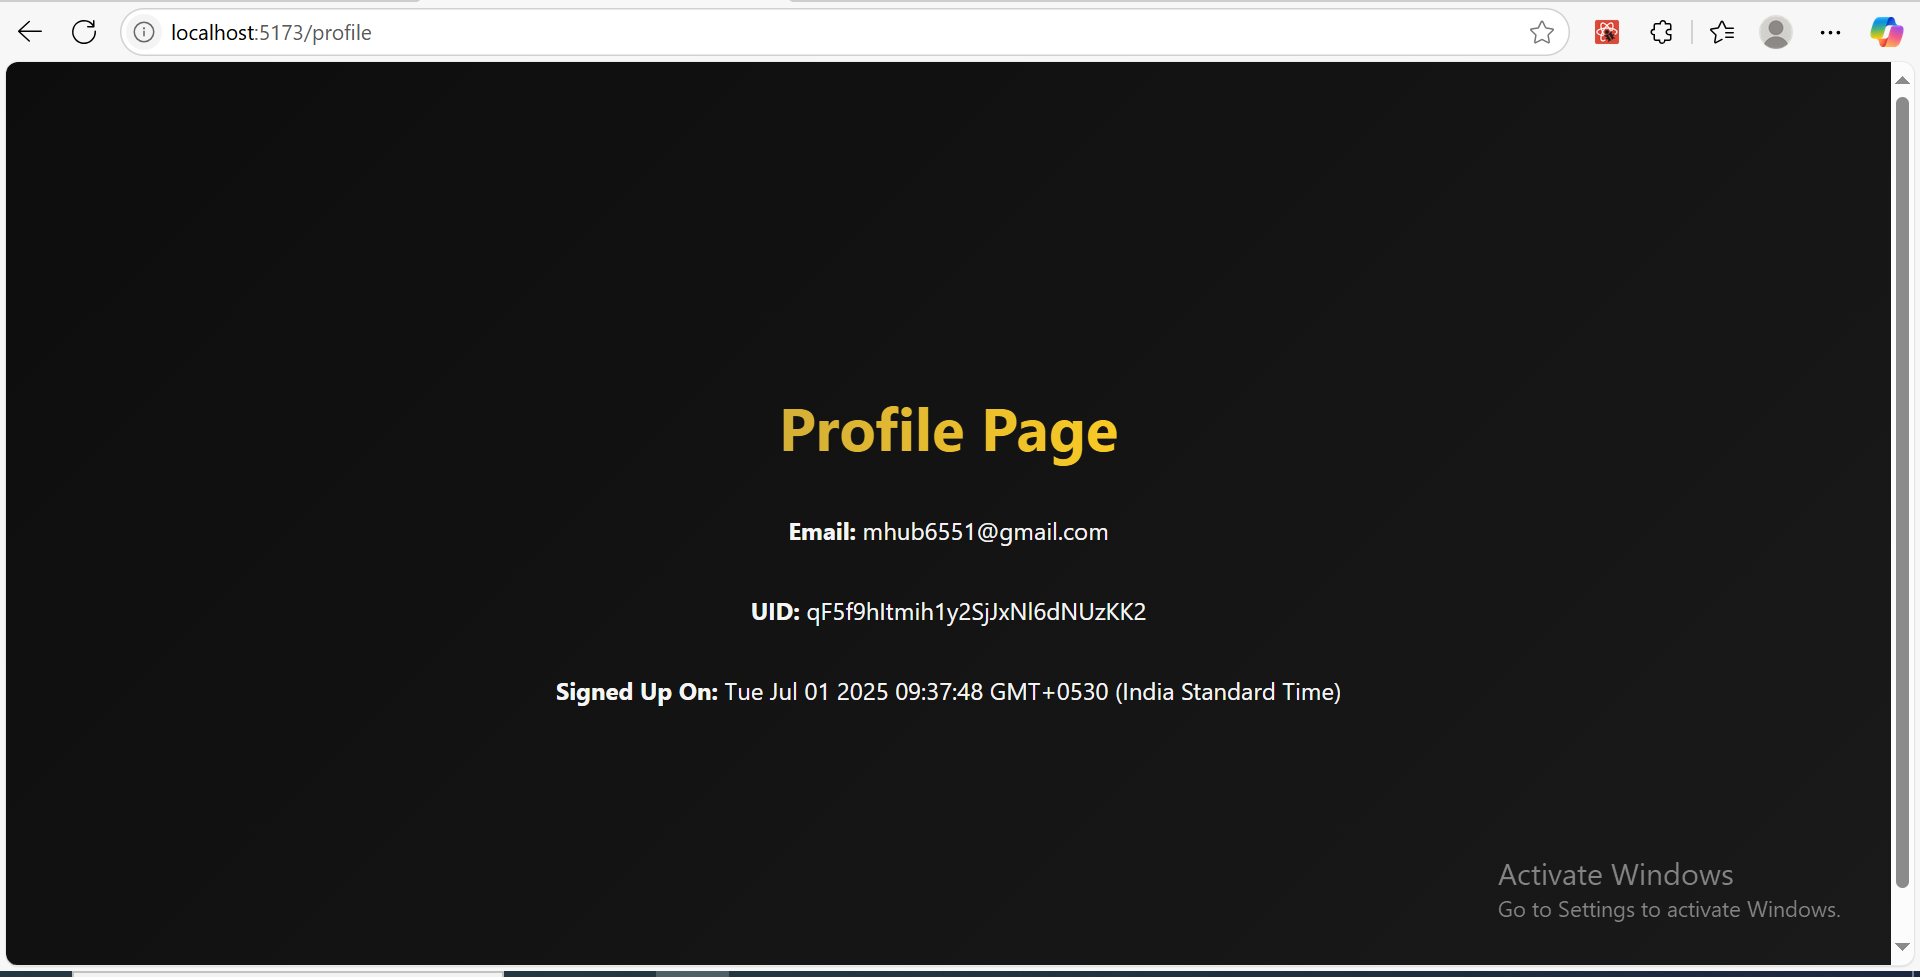 localhost:5173/profile
Profile Page
Email: mhub6551@gmail.com
UID: qF5f9hItmih1y2SjJxNl6dNUzKK2
Signed Up On: Tue Jul 01 2025 09:37:48 GMT+0530 (India Standard Time)
Activate Windows
Go to Settings to activate Windows.